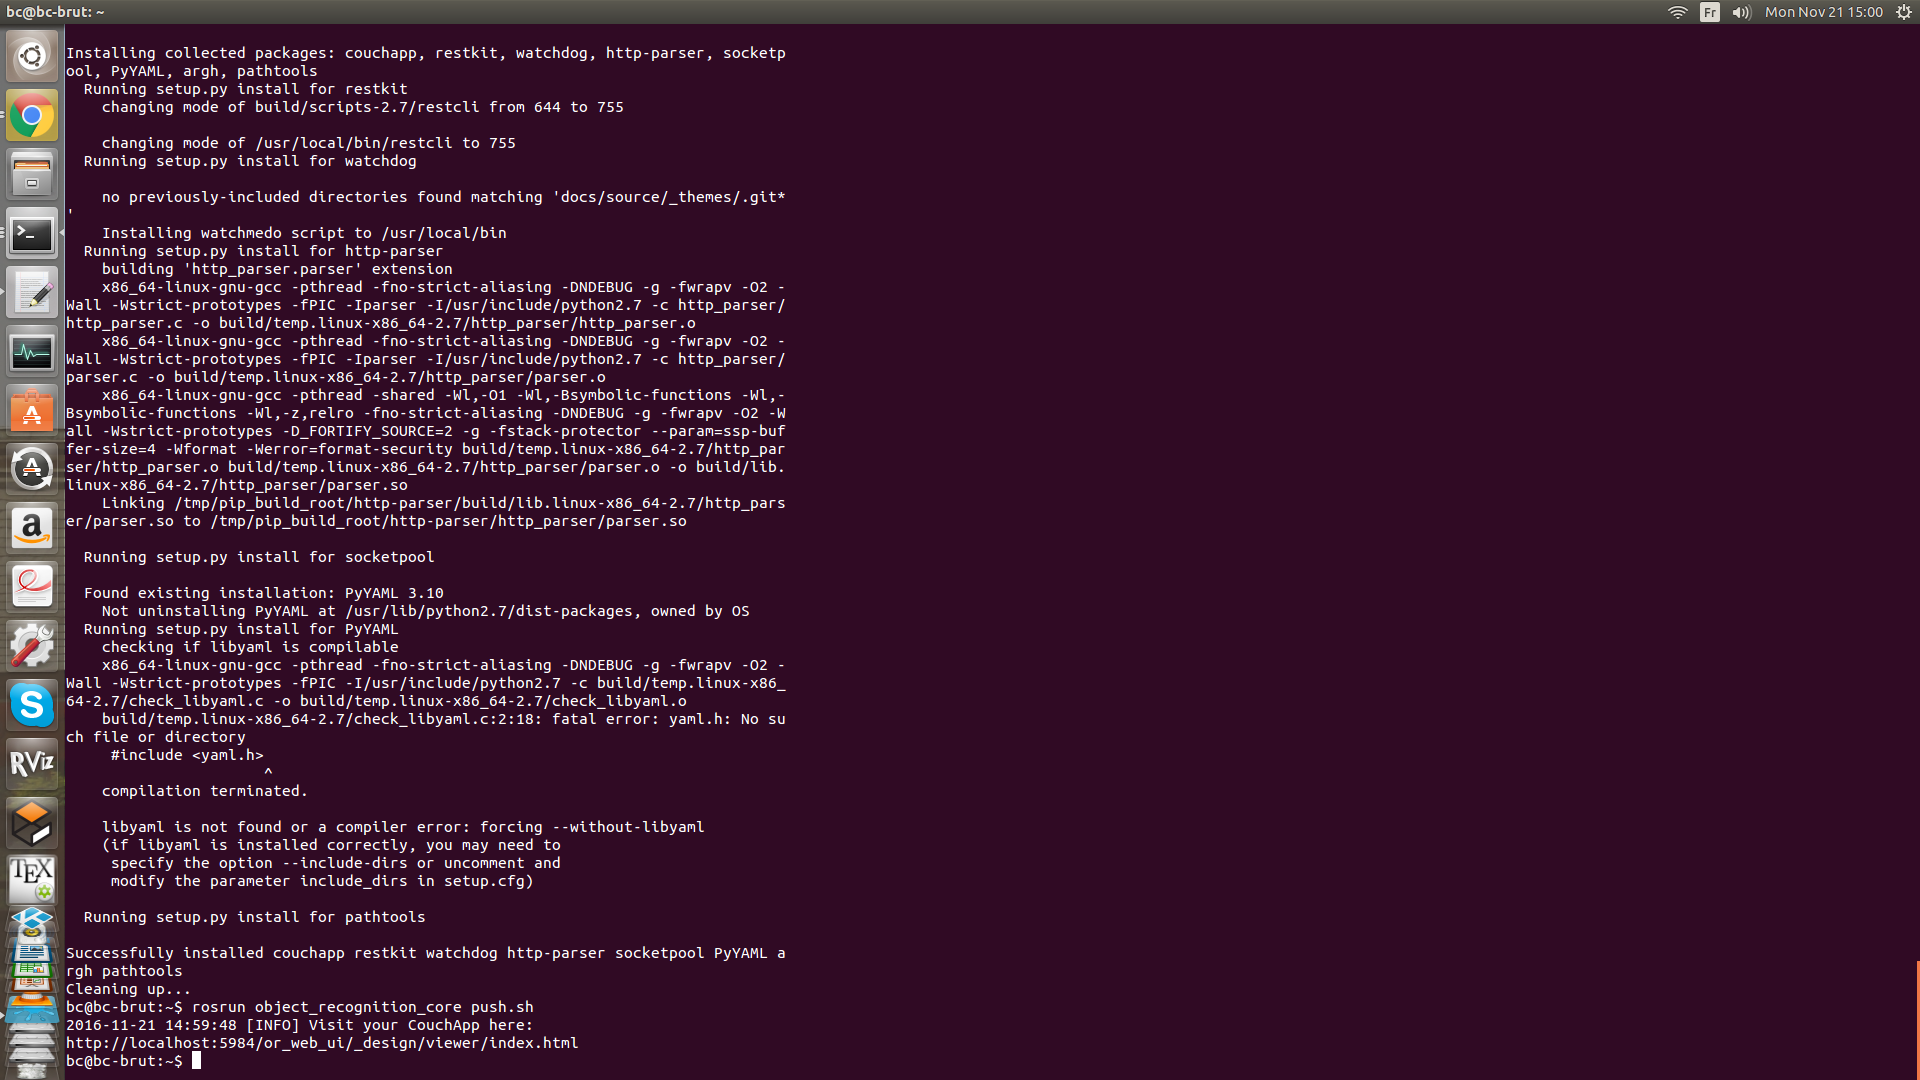 bc@bc-brut: ~
Fr
Mon Nov 21 15:00
Installing collected packages: couchapp, restkit, watchdog, http-parser, socketp
ool, PyYAML, argh, pathtools
  Running setup.py install for restkit
    changing mode of build/scripts-2.7/restcli from 644 to 755

    changing mode of /usr/local/bin/restcli to 755
  Running setup.py install for watchdog

    no previously-included directories found matching 'docs/source/_themes/.git*
'
    Installing watchmedo script to /usr/local/bin
  Running setup.py install for http-parser
    building 'http_parser.parser' extension
    x86_64-linux-gnu-gcc -pthread -fno-strict-aliasing -DNDEBUG -g -fwrapv -O2 -
Wall -Wstrict-prototypes -fPIC -Iparser -I/usr/include/python2.7 -c http_parser/
http_parser.c -o build/temp.linux-x86_64-2.7/http_parser/http_parser.o
    x86_64-linux-gnu-gcc -pthread -fno-strict-aliasing -DNDEBUG -g -fwrapv -O2 -
Wall -Wstrict-prototypes -fPIC -Iparser -I/usr/include/python2.7 -c http_parser/
parser.c -o build/temp.linux-x86_64-2.7/http_parser/parser.o
    x86_64-linux-gnu-gcc -pthread -shared -Wl,-O1 -Wl,-Bsymbolic-functions -Wl,-
Bsymbolic-functions -Wl,-z,relro -fno-strict-aliasing -DNDEBUG -g -fwrapv -O2 -W
all -Wstrict-prototypes -D_FORTIFY_SOURCE=2 -g -fstack-protector --param=ssp-buf
fer-size=4 -Wformat -Werror=format-security build/temp.linux-x86_64-2.7/http_par
ser/http_parser.o build/temp.linux-x86_64-2.7/http_parser/parser.o -o build/lib.
linux-x86_64-2.7/http_parser/parser.so
    Linking /tmp/pip_build_root/http-parser/build/lib.linux-x86_64-2.7/http_pars
er/parser.so to /tmp/pip_build_root/http-parser/http_parser/parser.so

  Running setup.py install for socketpool

  Found existing installation: PyYAML 3.10
    Not uninstalling PyYAML at /usr/lib/python2.7/dist-packages, owned by OS
  Running setup.py install for PyYAML
    checking if libyaml is compilable
    x86_64-linux-gnu-gcc -pthread -fno-strict-aliasing -DNDEBUG -g -fwrapv -O2 -
Wall -Wstrict-prototypes -fPIC -I/usr/include/python2.7 -c build/temp.linux-x86_
64-2.7/check_libyaml.c -o build/temp.linux-x86_64-2.7/check_libyaml.o
    build/temp.linux-x86_64-2.7/check_libyaml.c:2:18: fatal error: yaml.h: No su
ch file or directory
     #include <yaml.h>
                      ^
    compilation terminated.

    libyaml is not found or a compiler error: forcing --without-libyaml
    (if libyaml is installed correctly, you may need to
     specify the option --include-dirs or uncomment and
     modify the parameter include_dirs in setup.cfg)

  Running setup.py install for pathtools

Successfully installed couchapp restkit watchdog http-parser socketpool PyYAML a
rgh pathtools
Cleaning up...
bc@bc-brut:~$ rosrun object_recognition_core push.sh
2016-11-21 14:59:48 [INFO] Visit your CouchApp here:
http://localhost:5984/or_web_ui/_design/viewer/index.html
bc@bc-brut:~$
a
S
RViz
TEX